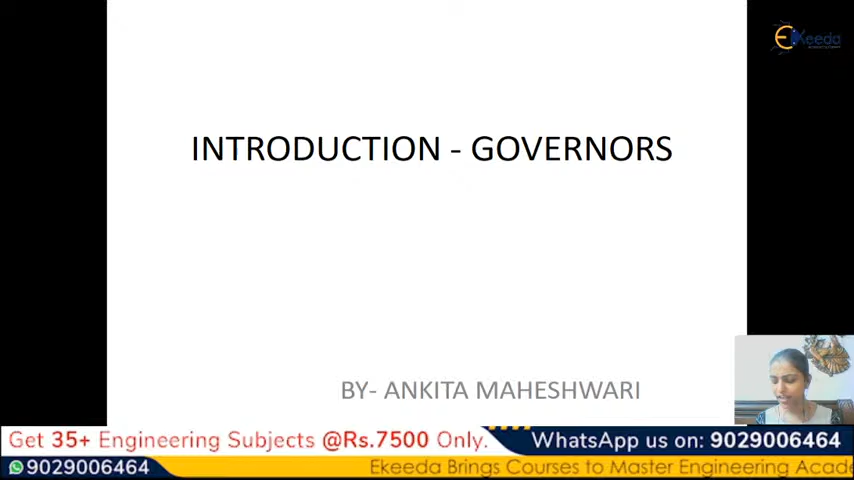 Ekeeda
INTRODUCTION - GOVERNORS
BY- ANKITA MAHESHWARI
Get 35+ Engineering Subjects @Rs.7500 Only.
WhatsApp us on: 9029006464
9029006464
Ekeeda Brings Courses to Master Engineering Acade